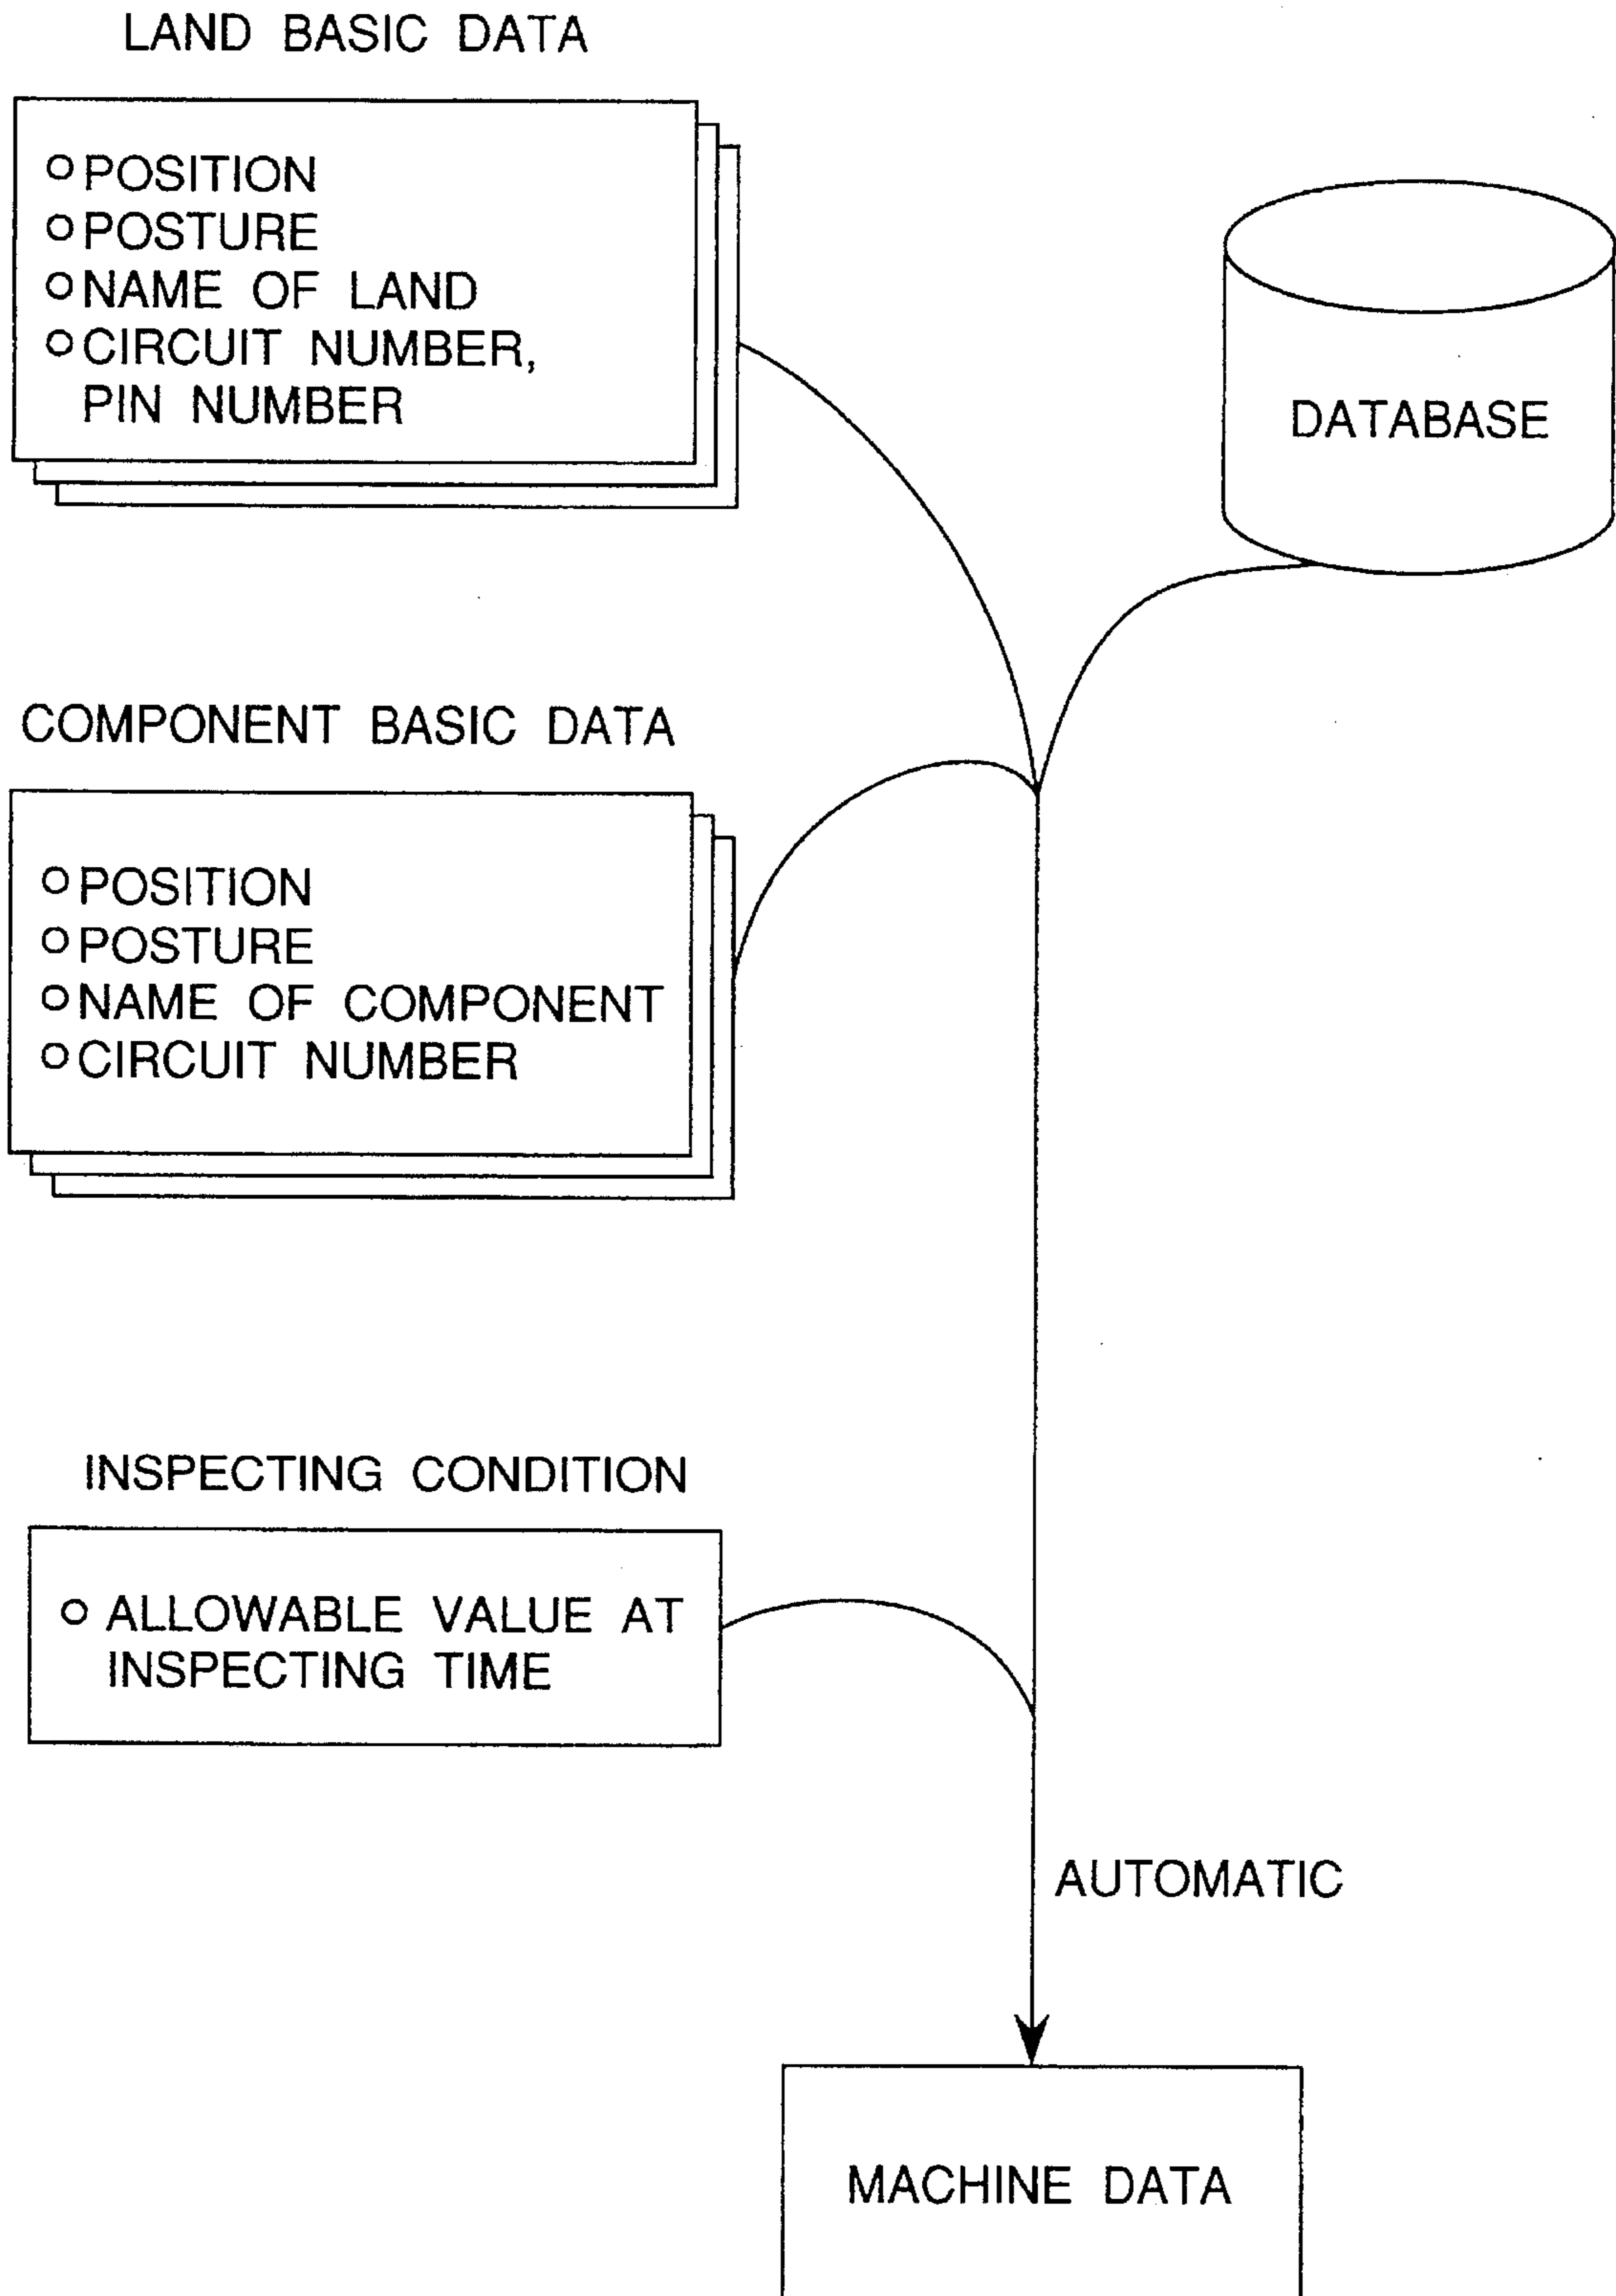 LAND BASIC DATA
○ POSITION
○ POSTURE
○ NAME OF LAND
○ CIRCUIT NUMBER,
PIN NUMBER
DATABASE
COMPONENT BASIC DATA
○ POSITION
○ POSTURE
○ NAME OF COMPONENT
○ CIRCUIT NUMBER
INSPECTING CONDITION
○ ALLOWABLE VALUE AT
INSPECTING TIME
AUTOMATIC
MACHINE DATA